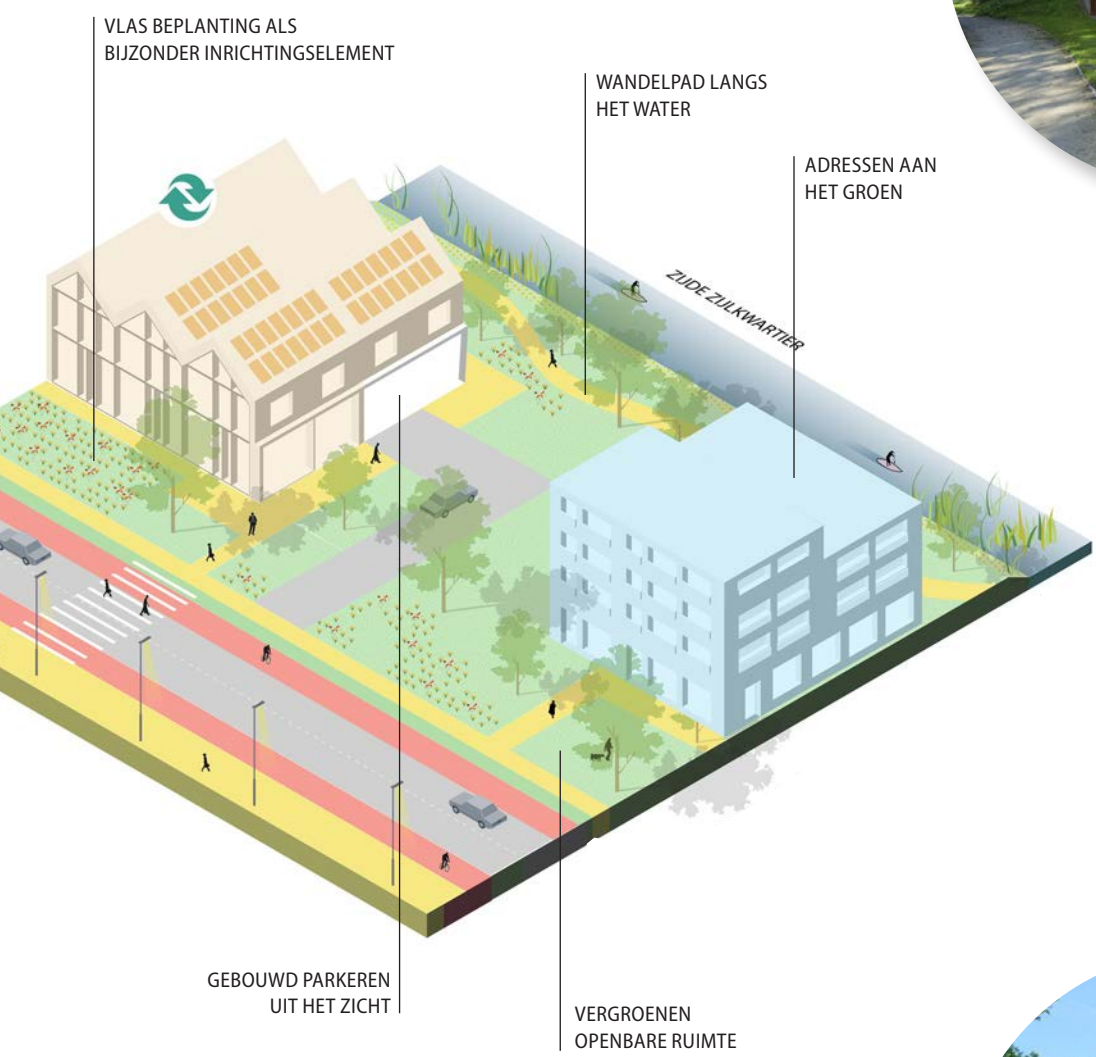 VLAS BEPLANTING ALS
BIJZONDER INRICHTINGSELEMENT
WANDELPAD LANGS
HET WATER
ADRESSEN AAN
HET GROEN
ZIJDE ZIJLKWARTIER
GEBOUWD PARKEREN
UIT HET ZICHT
VERGROENEN
OPENBARE RUIMTE